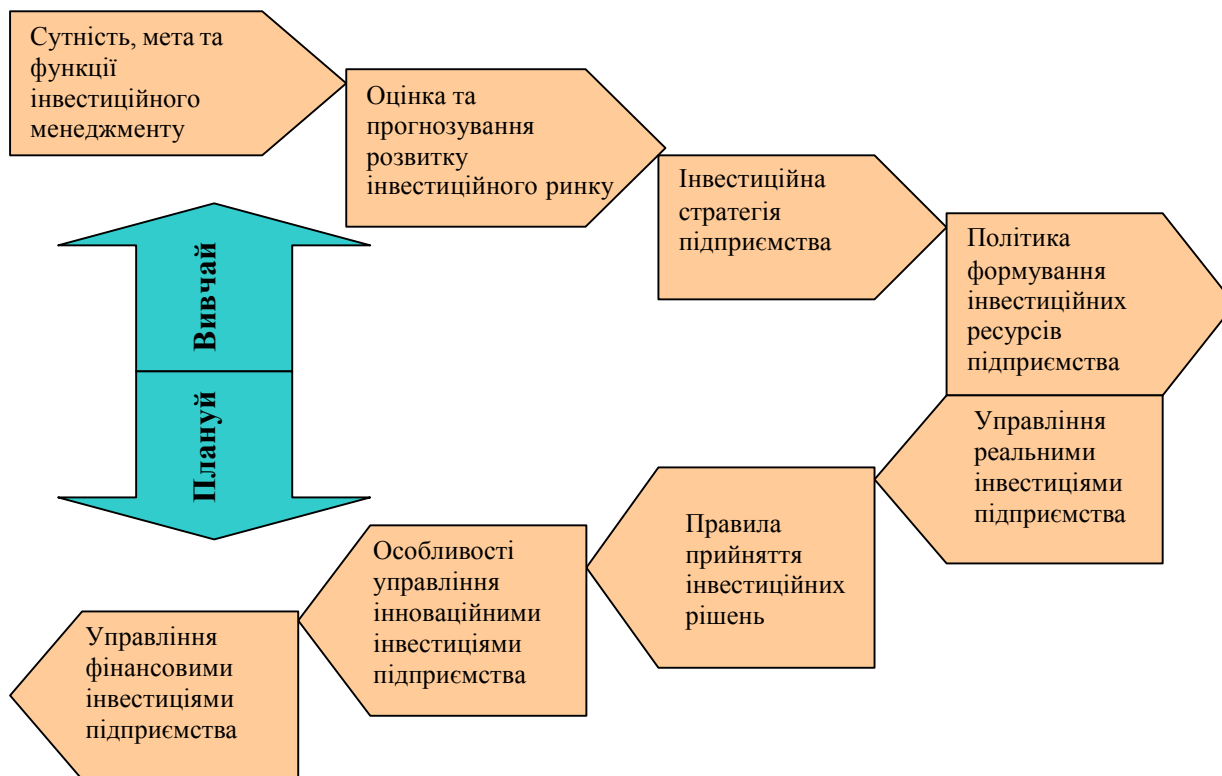 Сутність, мета та
функції
інвестиційного
менеджменту
Оцінка та
прогнозування
розвитку
інвестиційного ринку
Інвестиційна
стратегія
підприємства
Політика
формування
інвестиційних
ресурсів
підприємства
Вивчай
Плануй
Управління
реальними
інвестиціями
підприємства
Правила
прийняття
інвестиційних
рішень
Особливості
управління
інноваційними
інвестиціями
підприємства
Управління
фінансовими
інвестиціями
підприємства